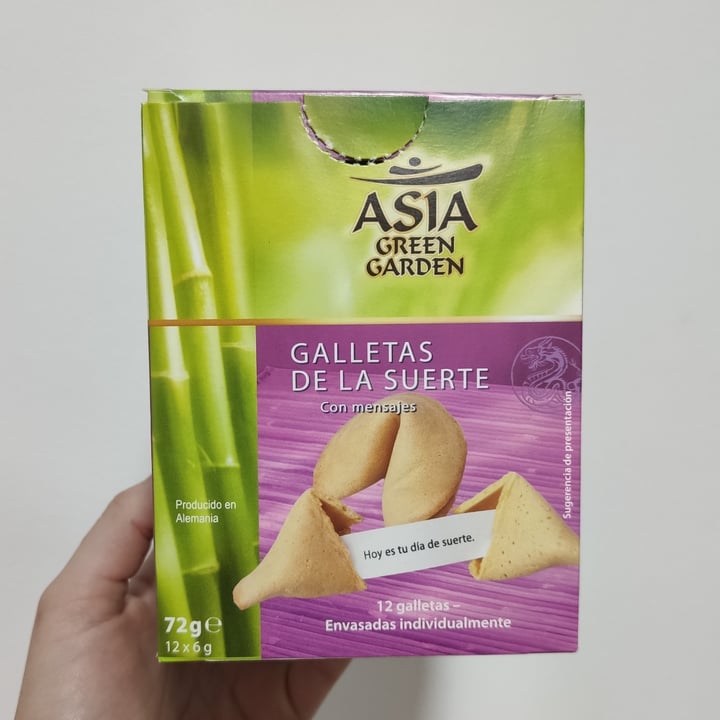 ASIA
GREEN
GARDEN
GALLETAS
DE LA SUERTE
Con mensajes
Sugerencia de presentación
Producido en
Alemania
Hoy es tu día de suerte.
12 galletas –
Envasadas individualmente
72g℮
12 x 6 g